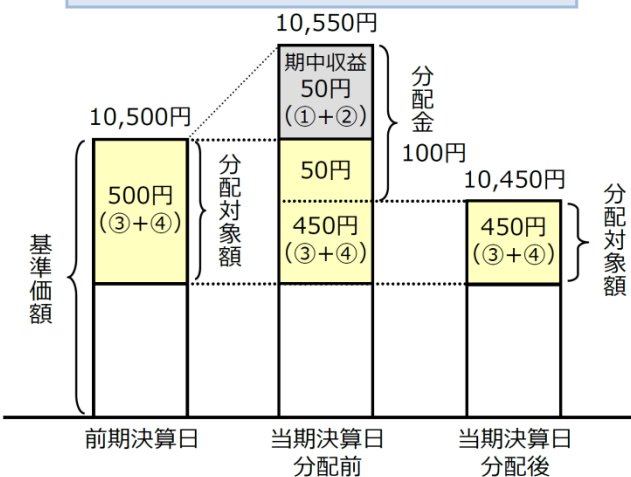 10,550円
期中収益
50円
(①+②)
分配金
100円
10,500円
50円
10,450円
500円
(③+④)
分配対象額
450円
(③+④)
450円
(③+④)
分配対象額
基準価額
前期決算日
当期決算日
分配前
当期決算日
分配後